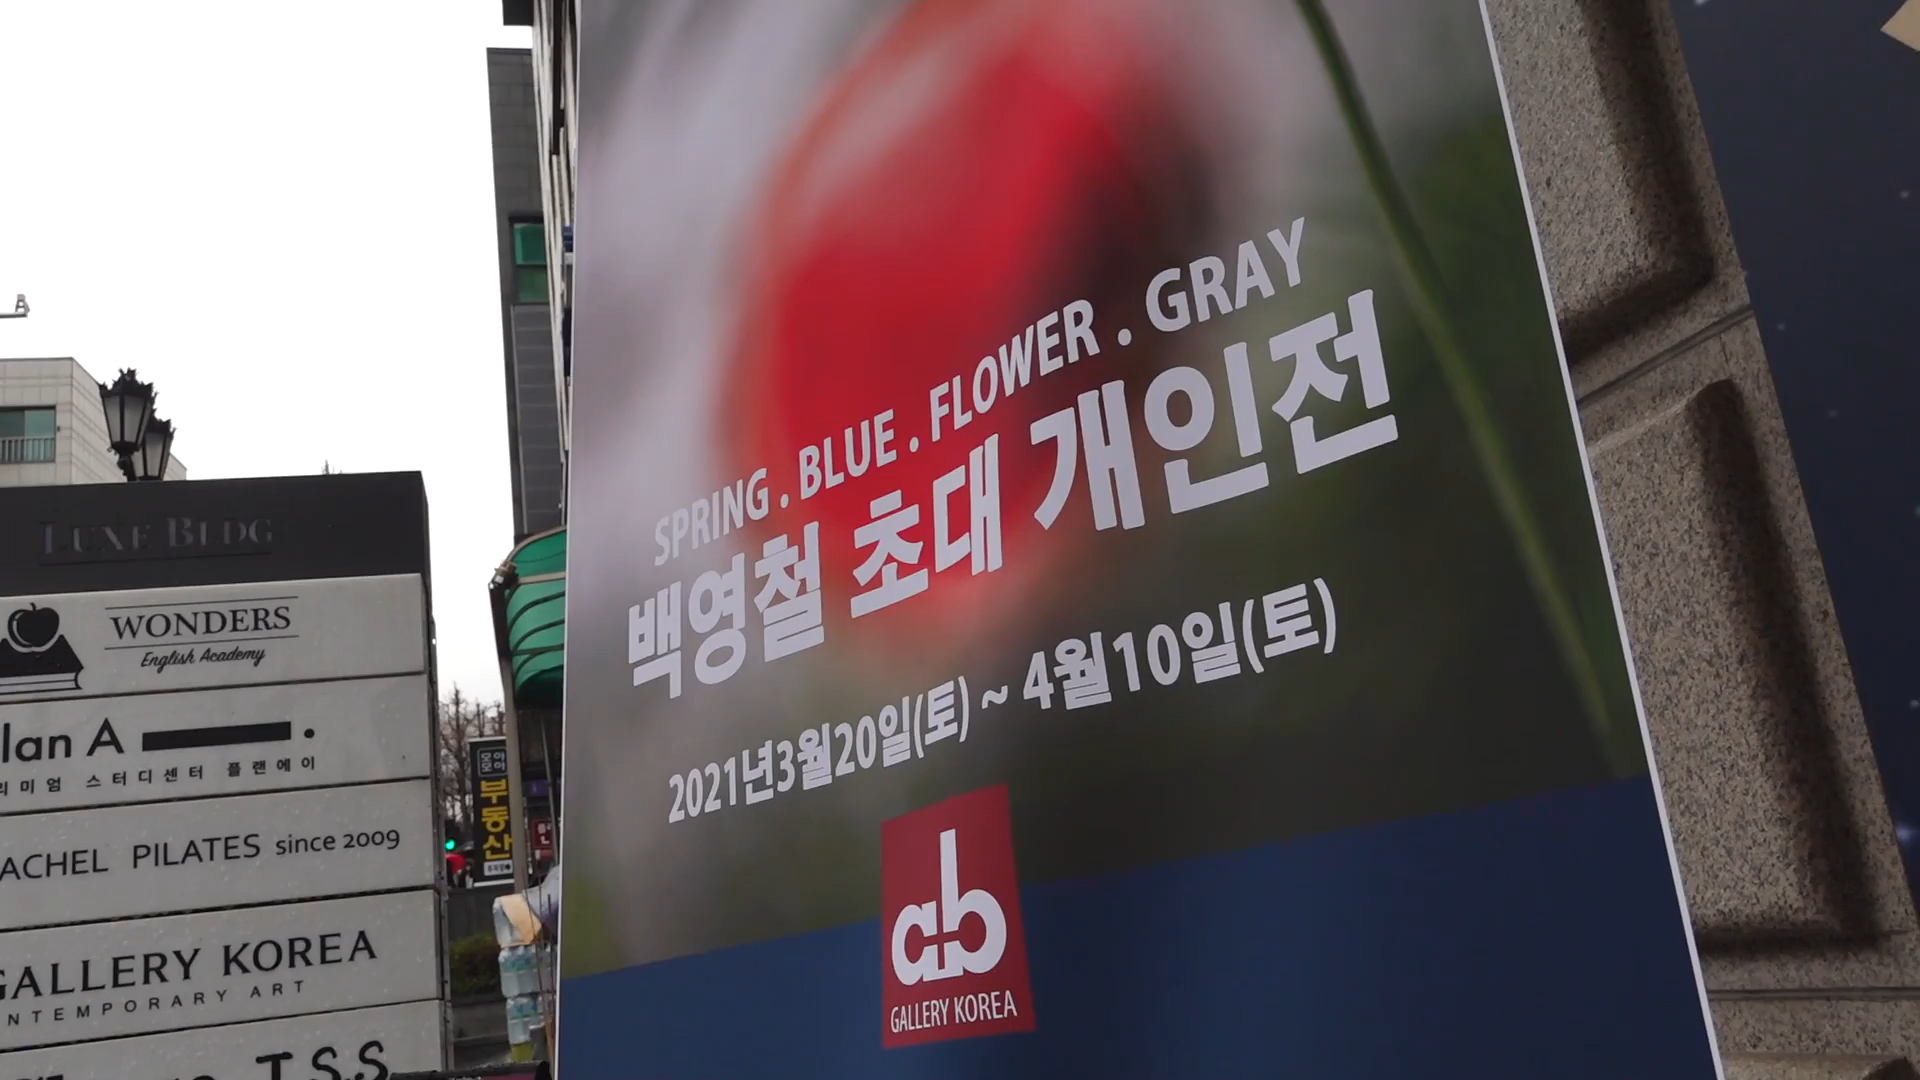 SPRING . BLUE . FLOWER . GRAY
백영철 초대 개인전
2021년3월20일(토) ~ 4월10일(토)
ab
GALLERY KOREA
LUXE BLDG
WONDERS
English Academy
lan A
리미엄 스터디센터 플랜에이
ACHEL PILATES since 2009
GALLERY KOREA
NTEMPORARY ART
T.S.S
모아
부동산